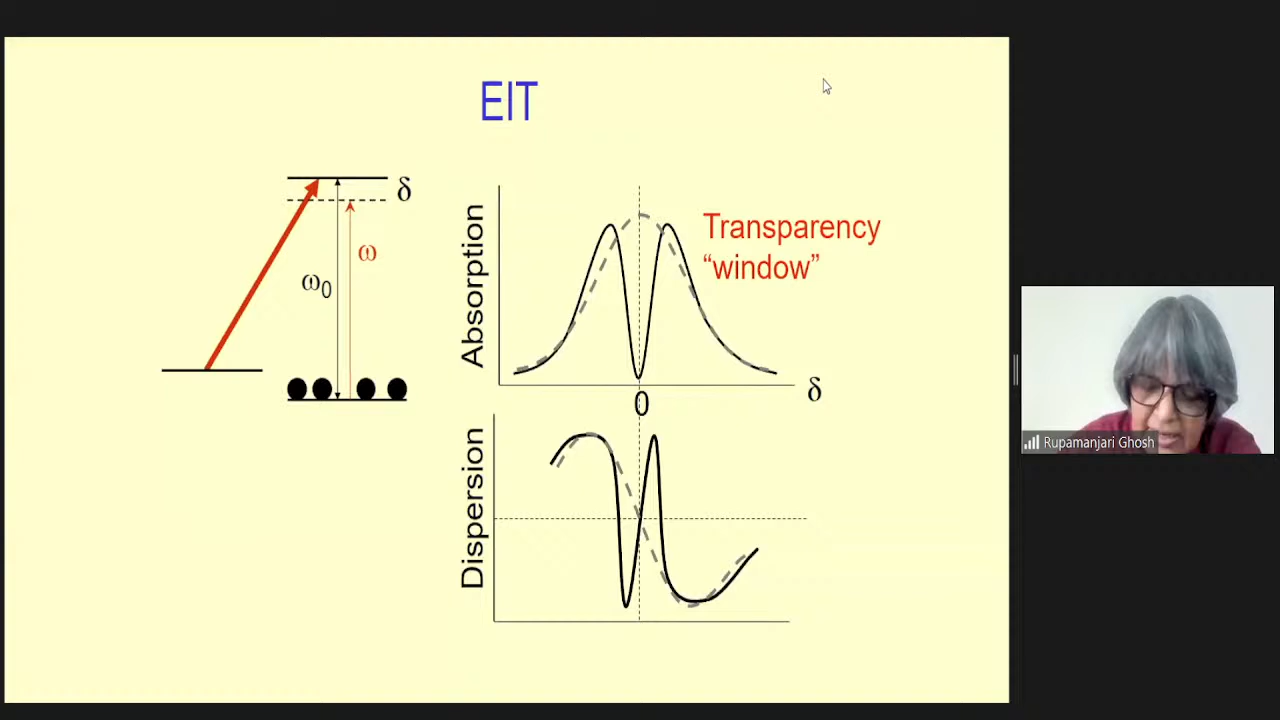 EIT
δ
ω
ω0
Absorption
Transparency
“window”
0
δ
Dispersion
Rupamanjari Ghosh